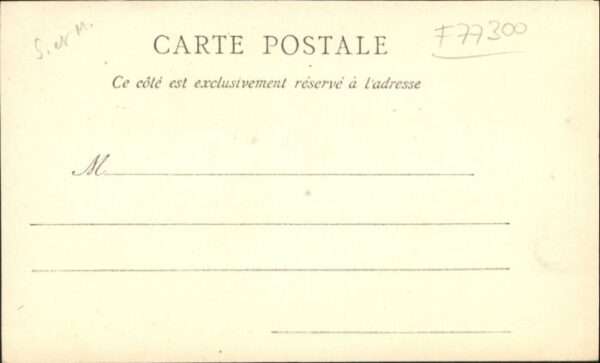 S. et M.
F77300
CARTE POSTALE
Ce côté est exclusivement réservé à l'adresse
M